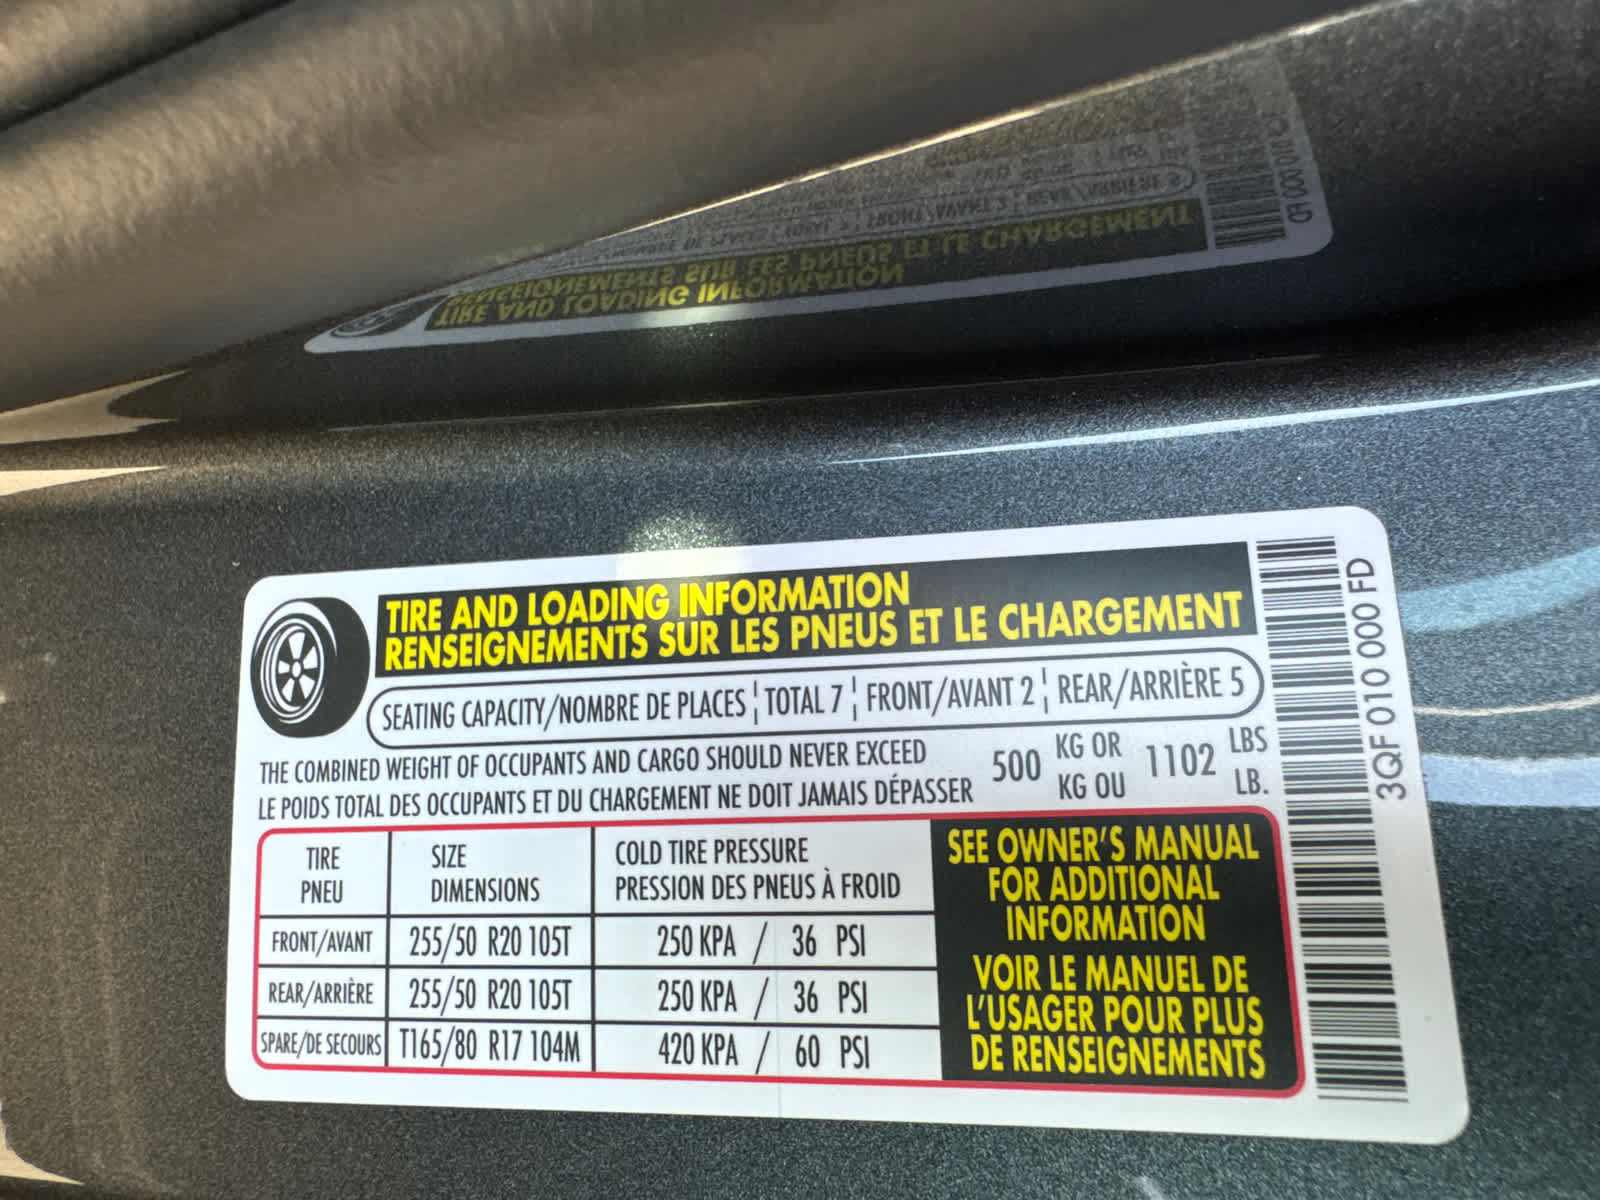 TIRE AND LOADING INFORMATION
RENSEIGNEMENTS SUR LES PNEUS ET LE CHARGEMENT
SEATING CAPACITY/NOMBRE DE PLACES ¦ TOTAL 7 ¦ FRONT/AVANT 2 ¦ REAR/ARRIÈRE 5
THE COMBINED WEIGHT OF OCCUPANTS AND CARGO SHOULD NEVER EXCEED 500 KG OR 1102 LBS
LE POIDS TOTAL DES OCCUPANTS ET DU CHARGEMENT NE DOIT JAMAIS DÉPASSER KG OU LB.
TIRE SIZE COLD TIRE PRESSURE
PNEU DIMENSIONS PRESSION DES PNEUS À FROID
FRONT/AVANT 255/50 R20 105T 250 KPA / 36 PSI
REAR/ARRIÈRE 255/50 R20 105T 250 KPA / 36 PSI
SPARE/DE SECOURS T165/80 R17 104M 420 KPA / 60 PSI
SEE OWNER'S MANUAL
FOR ADDITIONAL
INFORMATION
VOIR LE MANUEL DE
L'USAGER POUR PLUS
DE RENSEIGNEMENTS
3QF 010 000 FD
TIRE AND LOADING INFORMATION
RENSEIGNEMENTS SUR LES PNEUS ET LE CHARGEMENT